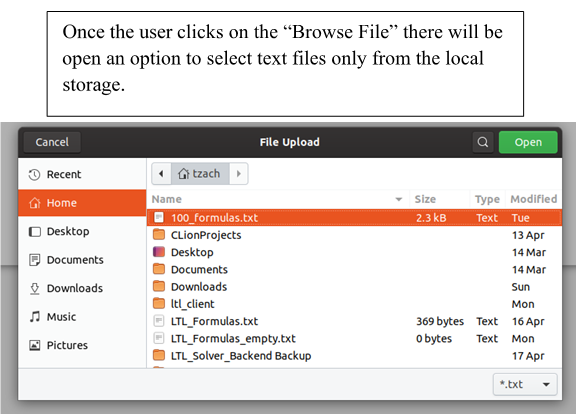 Once the user clicks on the “Browse File” there will be
open an option to select text files only from the local
storage.
Cancel File Upload Open
Recent
Home
Desktop
Documents
Downloads
Music
Pictures
tzach
Name Size Type Modified
100_formulas.txt 2.3 kB Text Tue
CLionProjects 13 Apr
Desktop 14 Mar
Documents 14 Mar
Downloads Sun
ltl_client Mon
LTL_Formulas.txt 369 bytes Text 16 Apr
LTL_Formulas_empty.txt 0 bytes Text Mon
LTL_Solver_Backend Backup 17 Apr
*.txt